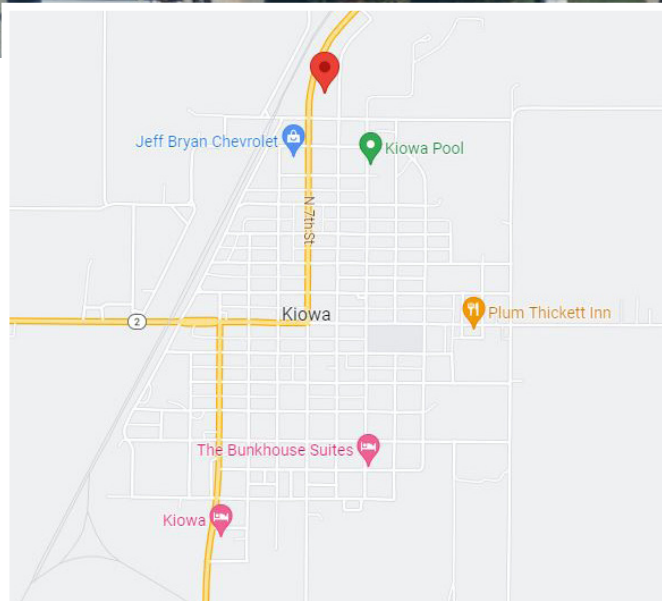 Jeff Bryan Chevrolet
Kiowa Pool
N 7th St
Kiowa
2
Plum Thickett Inn
The Bunkhouse Suites
Kiowa